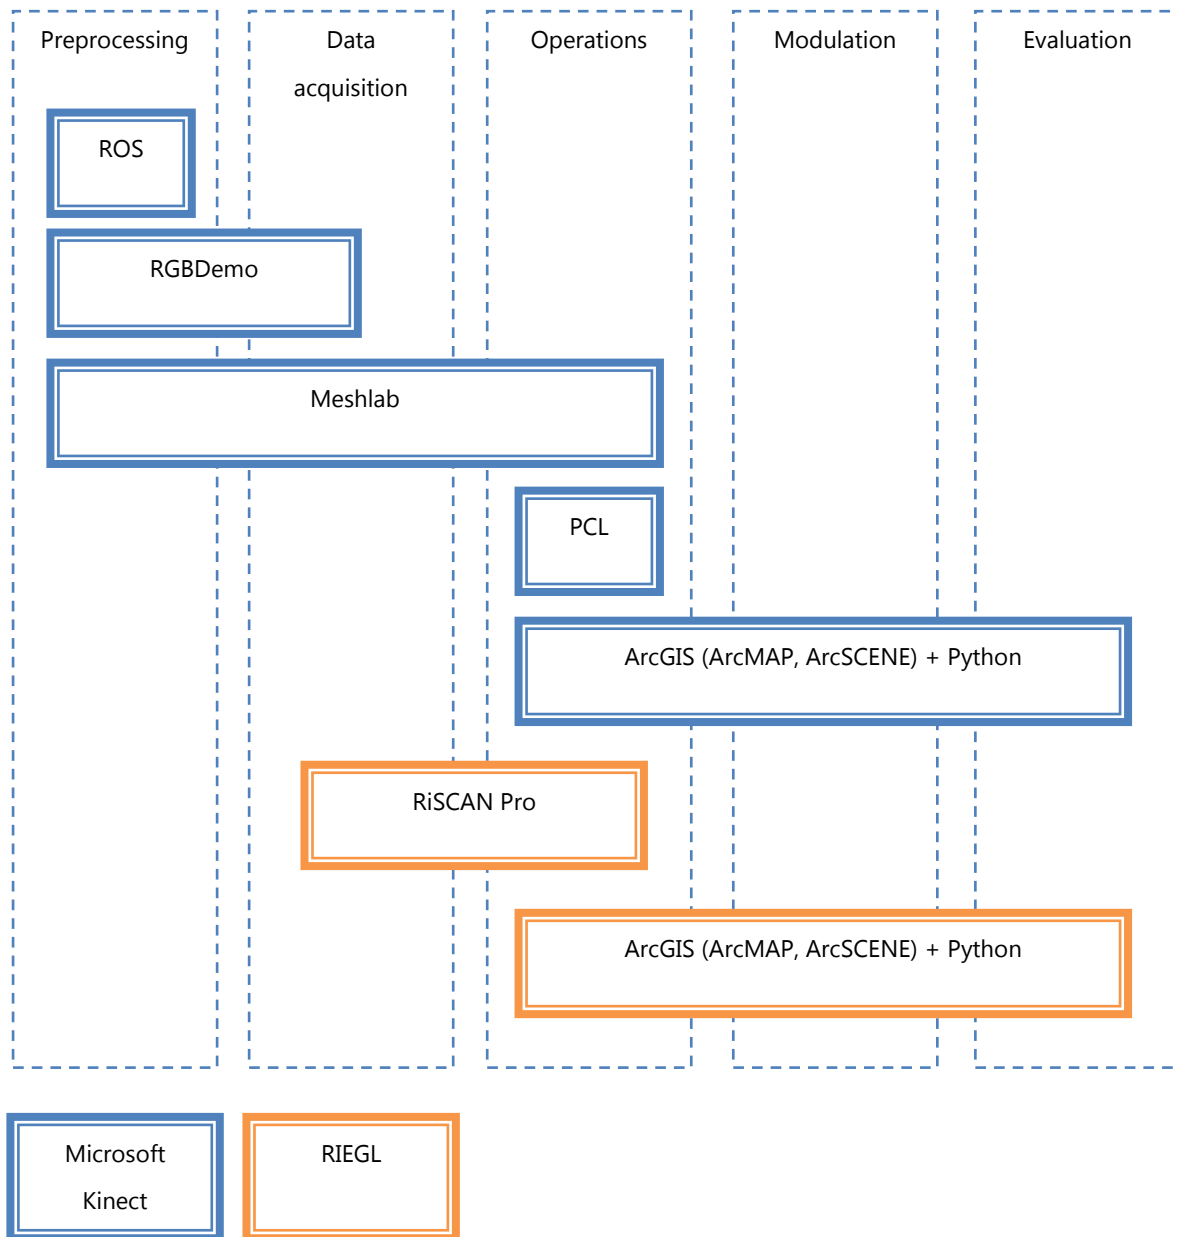 Preprocessing
Data
acquisition
Operations
Modulation
Evaluation
ROS
RGBDemo
Meshlab
PCL
ArcGIS (ArcMAP, ArcSCENE) + Python
RiSCAN Pro
ArcGIS (ArcMAP, ArcSCENE) + Python
Microsoft
Kinect
RIEGL